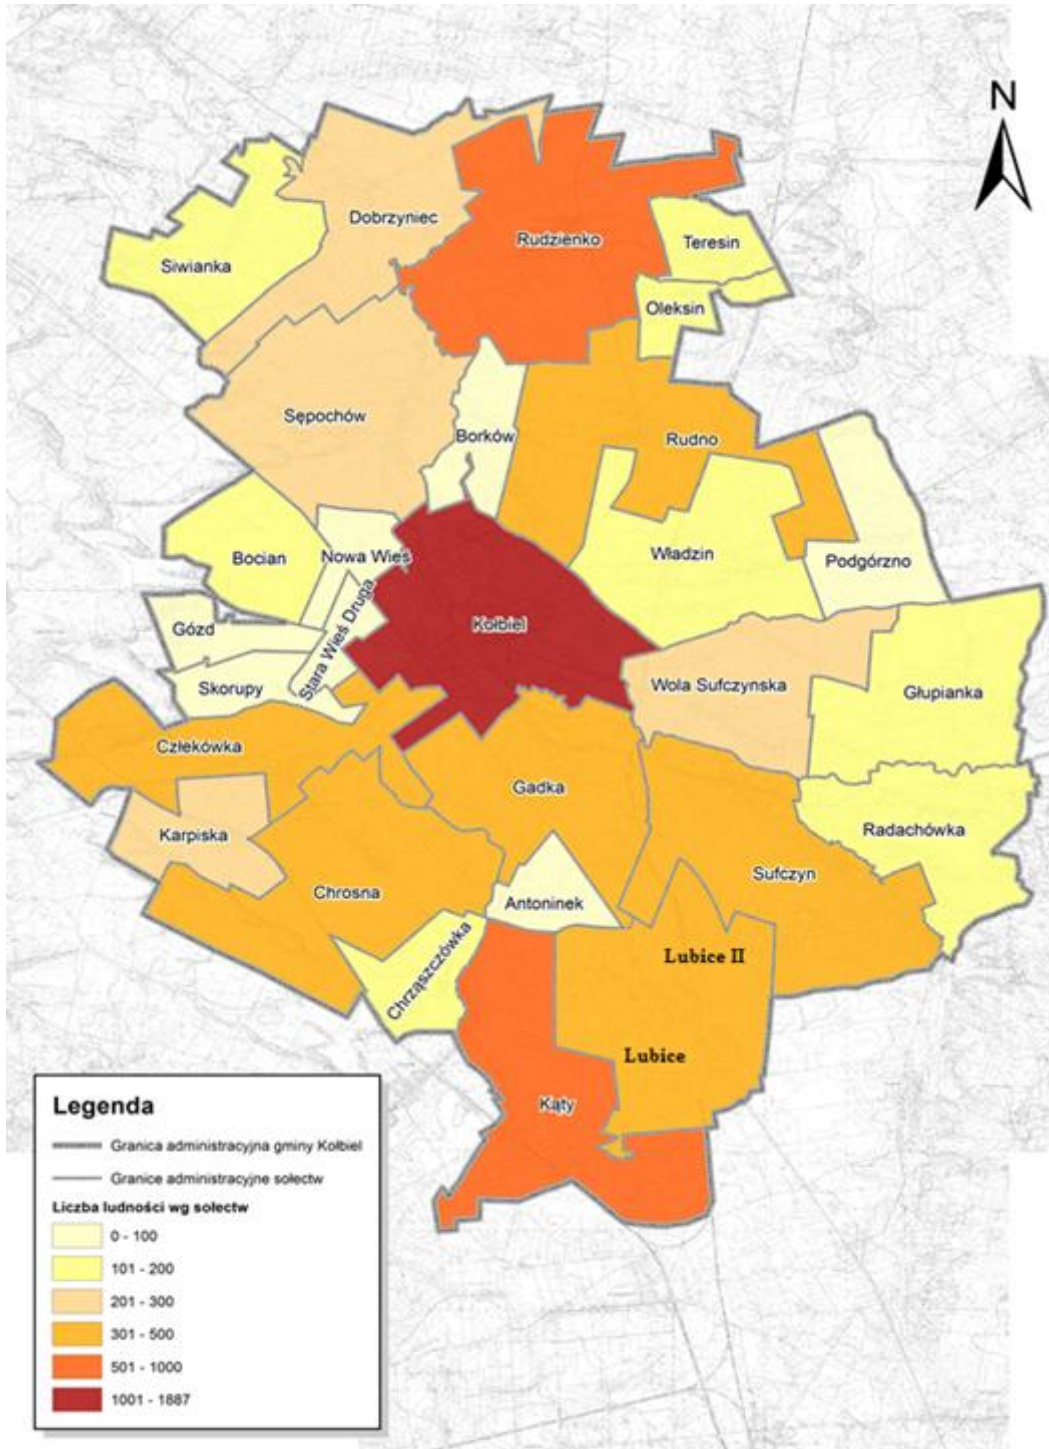 N
Dobrzyniec
Rudzienko
Teresin
Siwianka
Oleksin
Sępochów
Borków
Rudno
Bocian
Nowa Wieś
Władzin
Podgórzno
Gózd
Stara Wieś Druga
Kołbiel
Skorupy
Wola Sufczynska
Głupianka
Człekówka
Gadka
Karpiska
Radachówka
Chrosna
Sufczyn
Antoninek
Chrząszczówka
Lubice II
Lubice
Kąty
Legenda
Granica administracyjna gminy Kołbiel
Granice administracyjne sołectw
Liczba ludności wg sołectw
0 - 100
101 - 200
201 - 300
301 - 500
501 - 1000
1001 - 1887